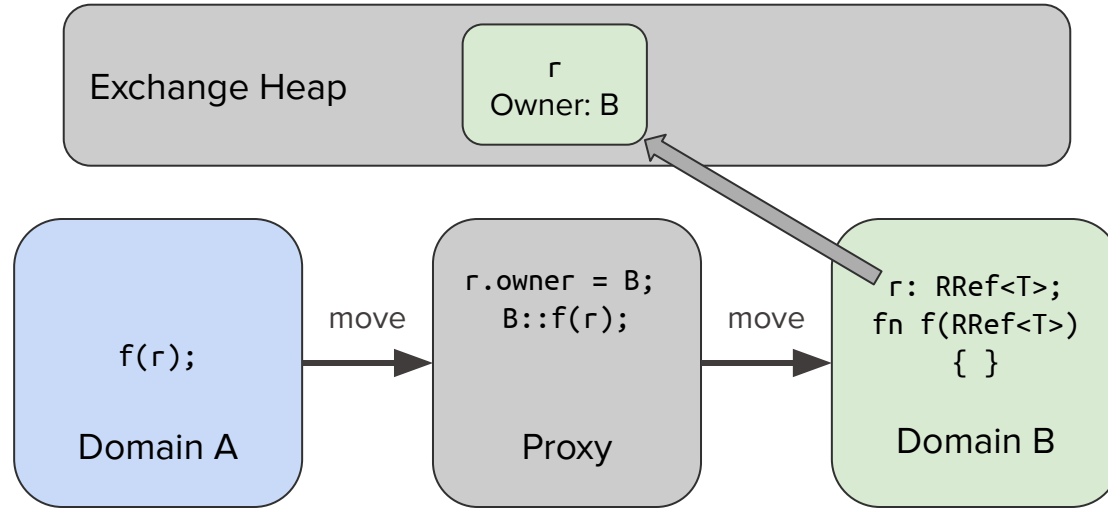 Exchange Heap
r
Owner: B
f(r);
Domain A
move
r.owner = B;
B::f(r);
Proxy
move
r: RRef<T>;
fn f(RRef<T>)
{ }
Domain B